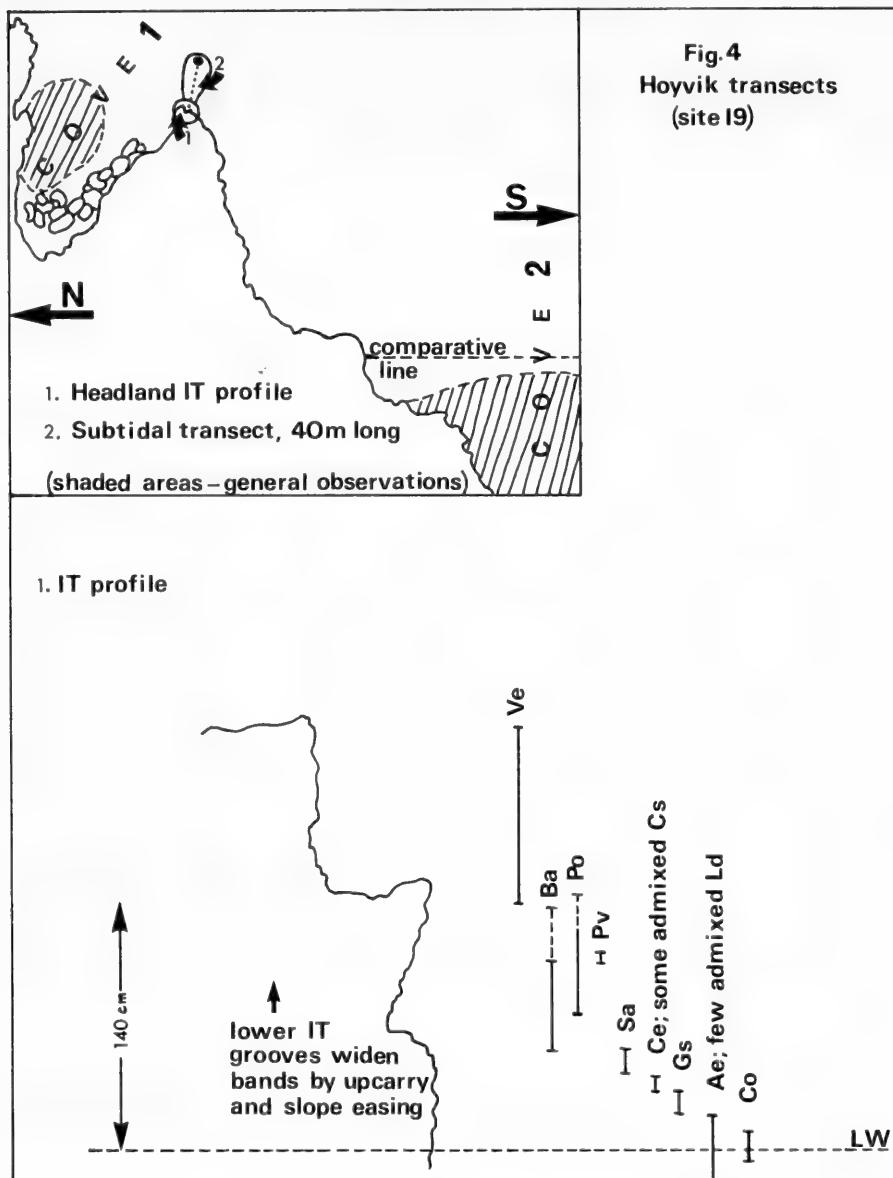 Fig.4
Hoyvik transects
(site 19)
COVE 1
2
1
S
N
COVE 2
comparative
line
1. Headland IT profile
2. Subtidal transect, 40m long
(shaded areas – general observations)
1. IT profile
140 cm
lower IT
grooves widen
bands by upcarry
and slope easing
Ve
Ba
Po
Pv
Sa
Ce; some admixed Cs
Gs
Ae; few admixed Ld
Co
LW